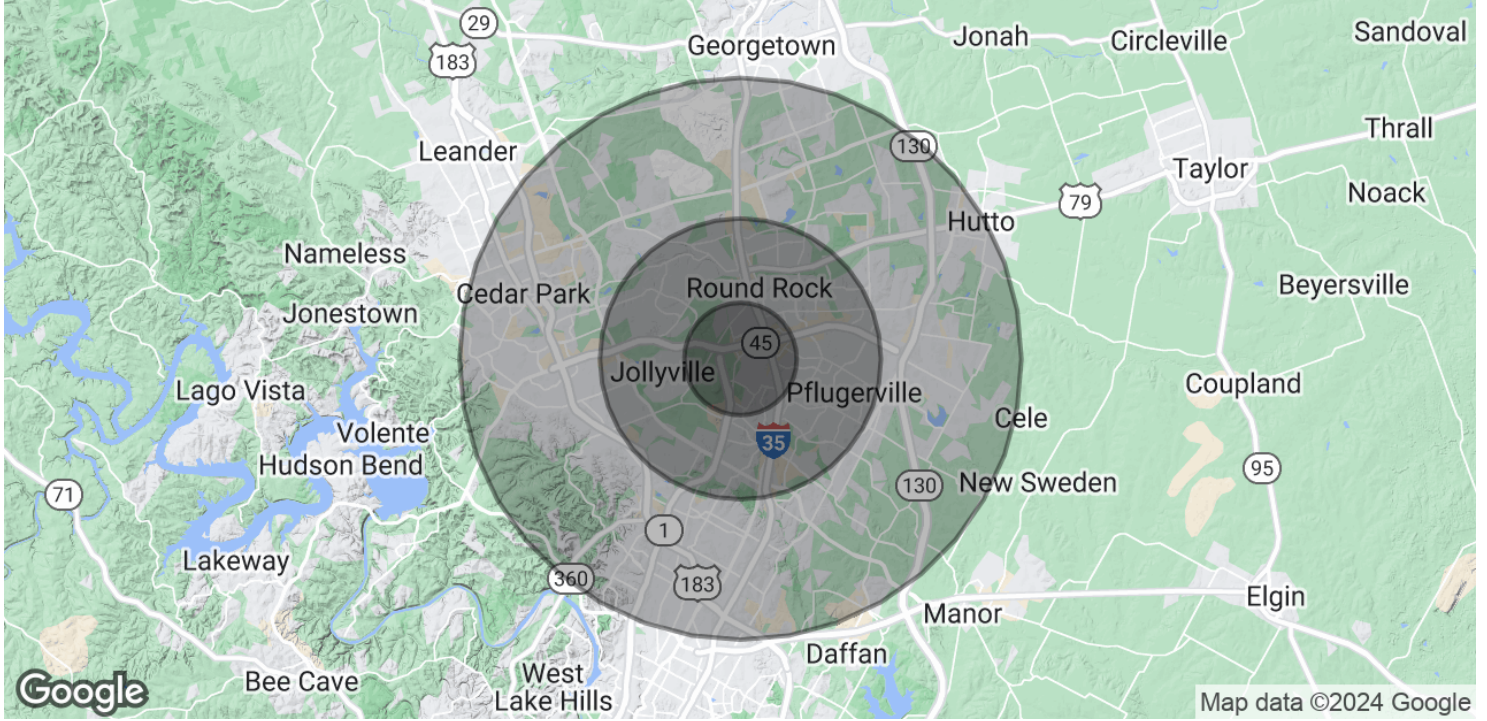 29
Georgetown
Jonah
Circleville
Sandoval
183
Leander
130
Thrall
Taylor
79
Noack
Hutto
Nameless
Round Rock
Beyersville
Cedar Park
Jonestown
45
Jollyville
Pflugerville
Coupland
Lago Vista
Cele
Volente
35
Hudson Bend
95
71
130
New Sweden
1
Lakeway
360
183
Elgin
Manor
Daffan
Bee Cave
West
Lake Hills
Google
Map data ©2024 Google